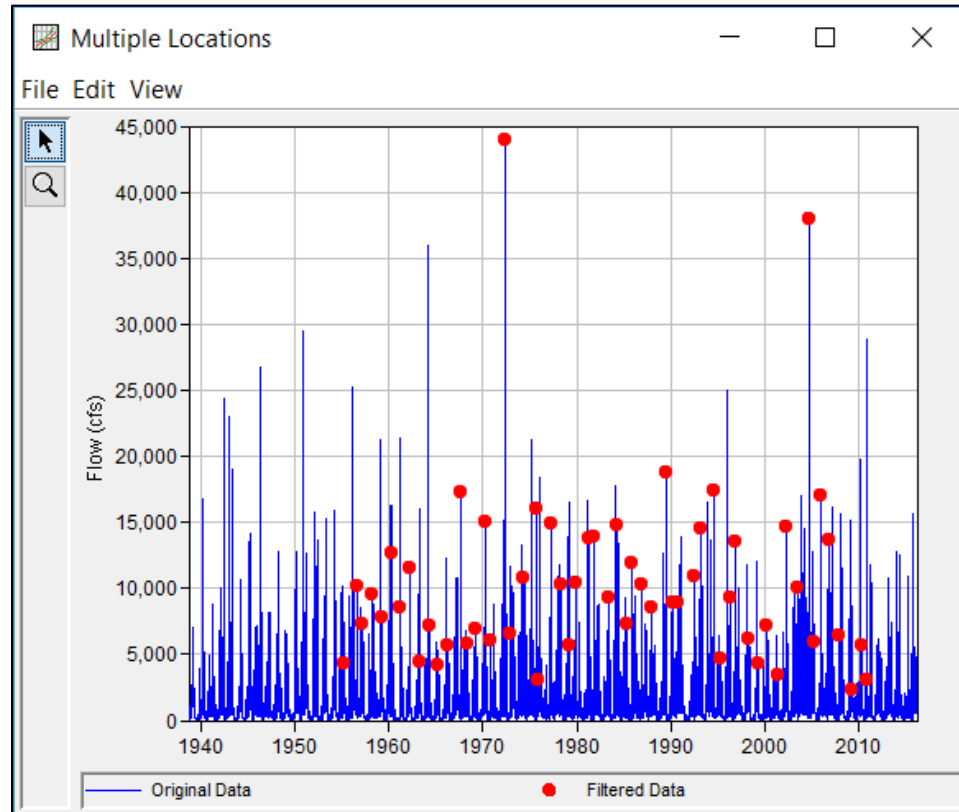 Multiple Locations
File Edit View
45,000
40,000
35,000
30,000
25,000
20,000
15,000
10,000
5,000
0
Flow (cfs)
1940 1950 1960 1970 1980 1990 2000 2010
Original Data Filtered Data